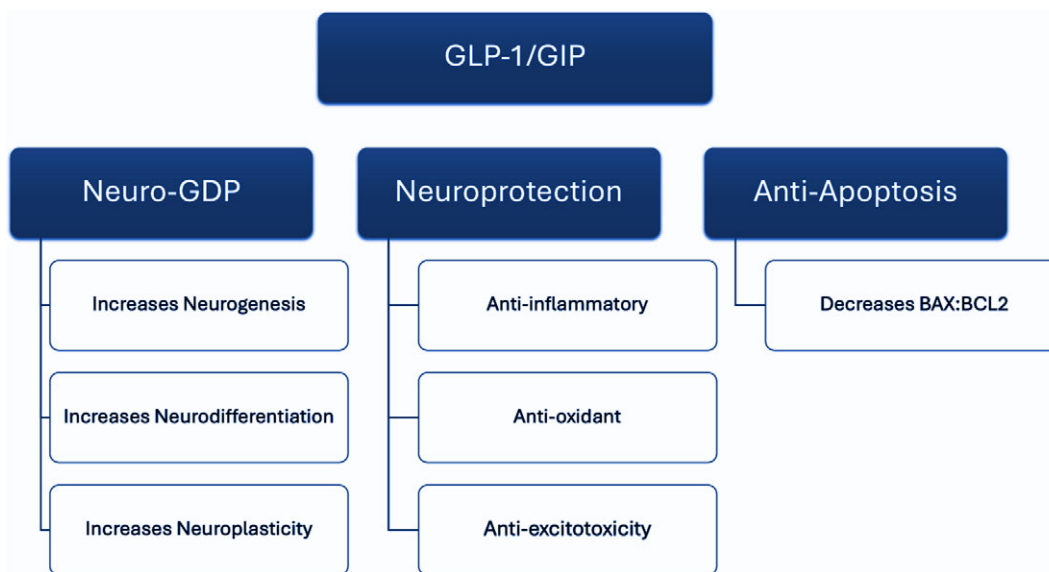 GLP-1/GIP
Neuro-GDP
Increases Neurogenesis
Increases Neurodifferentiation
Increases Neuroplasticity
Neuroprotection
Anti-inflammatory
Anti-oxidant
Anti-excitotoxicity
Anti-Apoptosis
Decreases BAX:BCL2